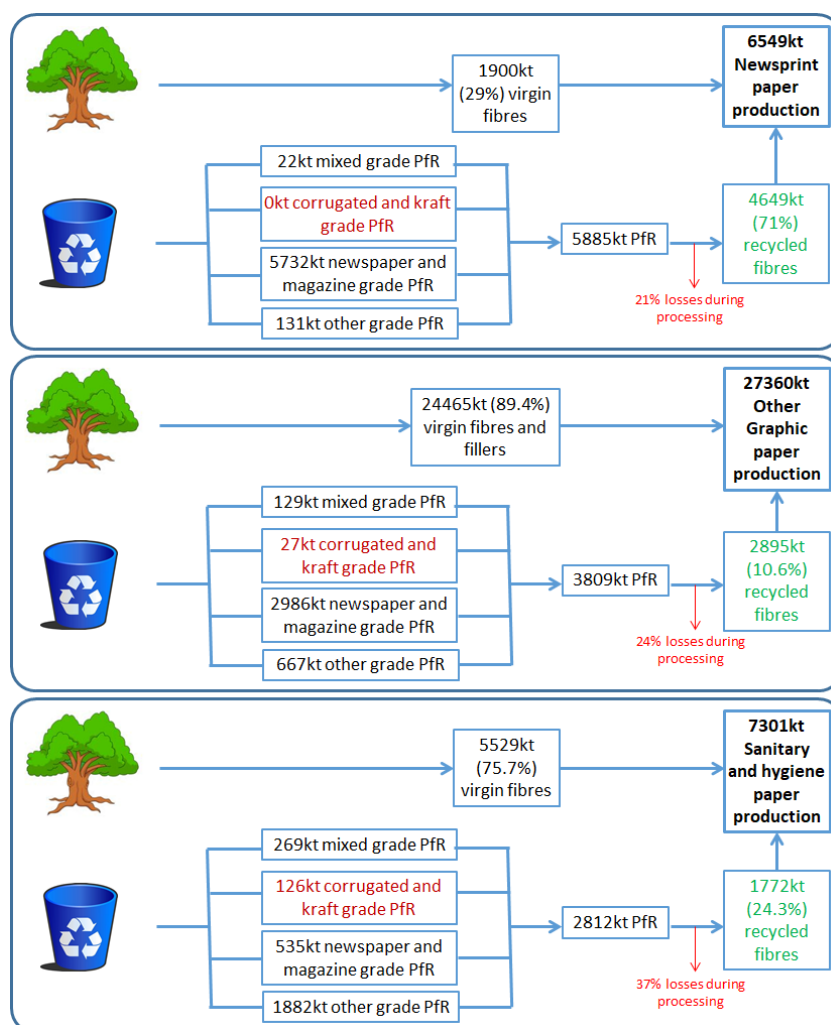 1900kt
(29%) virgin
fibres
6549kt
Newsprint
paper
production
22kt mixed grade PfR
0kt corrugated and kraft
grade PfR
5732kt newspaper and
magazine grade PfR
131kt other grade PfR
5885kt PfR
21% losses during
processing
4649kt
(71%)
recycled
fibres
24465kt (89.4%)
virgin fibres and
fillers
27360kt
Other
Graphic
paper
production
129kt mixed grade PfR
27kt corrugated and
kraft grade PfR
2986kt newspaper and
magazine grade PfR
667kt other grade PfR
3809kt PfR
24% losses during
processing
2895kt
(10.6%)
recycled
fibres
5529kt
(75.7%)
virgin fibres
7301kt
Sanitary
and hygiene
paper
production
269kt mixed grade PfR
126kt corrugated and
kraft grade PfR
535kt newspaper and
magazine grade PfR
1882kt other grade PfR
2812kt PfR
37% losses during
processing
1772kt
(24.3%)
recycled
fibres